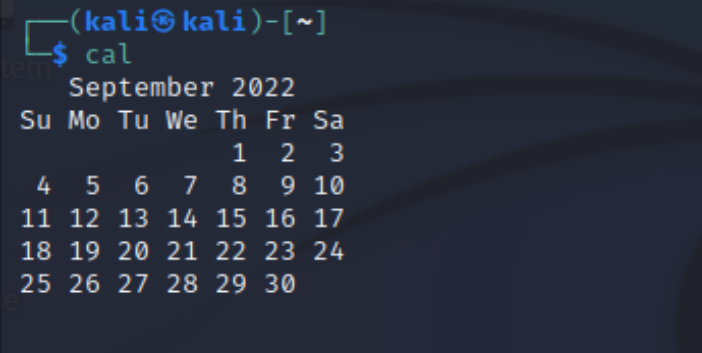 ┌──(kali㉿kali)-[~]
└─$ cal
   September 2022
Su Mo Tu We Th Fr Sa
             1  2  3
 4  5  6  7  8  9 10
11 12 13 14 15 16 17
18 19 20 21 22 23 24
25 26 27 28 29 30